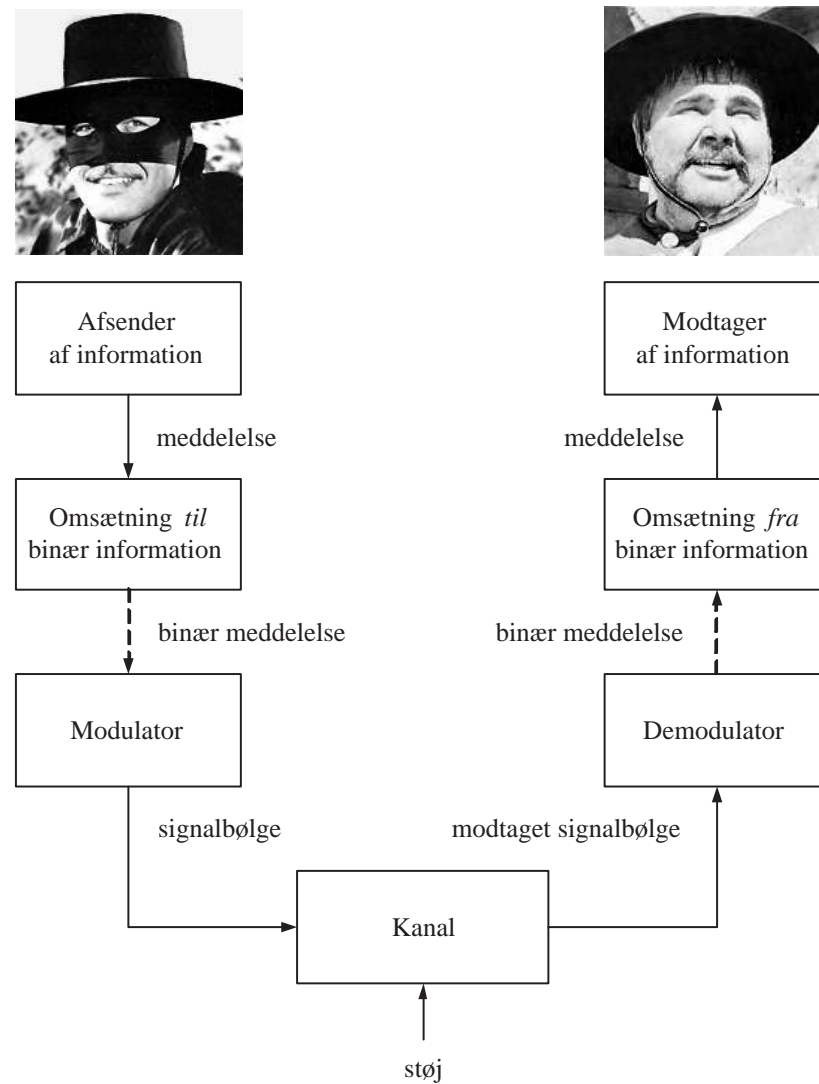 Afsender
af information
Modtager
af information
meddelelse
meddelelse
Omsætning til
binær information
Omsætning fra
binær information
binær meddelelse
binær meddelelse
Modulator
Demodulator
signalbølge
modtaget signalbølge
Kanal
støj